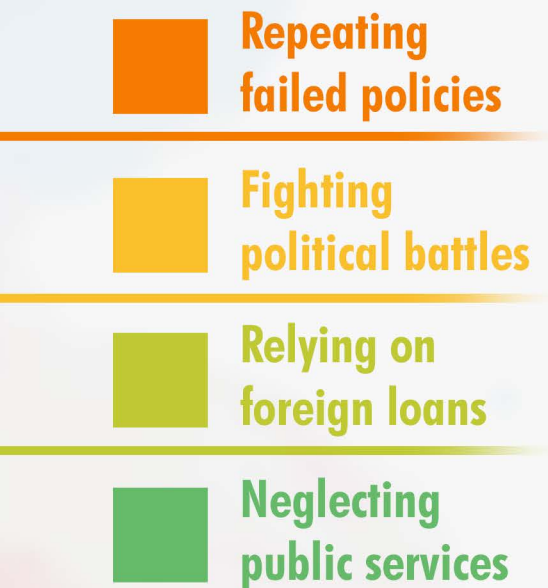 Repeating
failed policies
Fighting
political battles
Relying on
foreign loans
Neglecting
public services